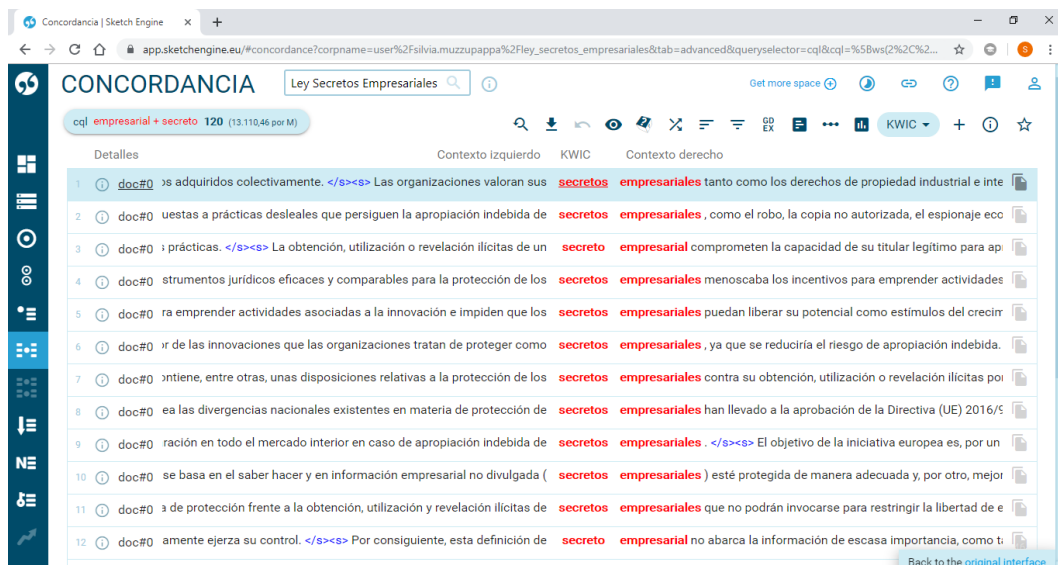 Concordancia | Sketch Engine × +
app.sketchengine.eu/#concordance?corpname=user%2Fsilvia.muzzupappa%2Fley_secretos_empresariales&tab=advanced&queryselector=cql&cql=%5Bws(2%2C%2... S
CONCORDANCIA Ley Secretos Empresariales Get more space
cql empresarial + secreto 120 (13.110,46 por M) GD EX KWIC
Detalles Contexto izquierdo KWIC Contexto derecho
1 doc#0 os adquiridos colectivamente. </s><s> Las organizaciones valoran sus secretos empresariales tanto como los derechos de propiedad industrial e inte
2 doc#0 uestas a prácticas desleales que persiguen la apropiación indebida de secretos empresariales , como el robo, la copia no autorizada, el espionaje eco
3 doc#0 prácticas. </s><s> La obtención, utilización o revelación ilícitas de un secreto empresarial comprometen la capacidad de su titular legítimo para apr
4 doc#0 strumentos jurídicos eficaces y comparables para la protección de los secretos empresariales menoscaba los incentivos para emprender actividades
5 doc#0 ra emprender actividades asociadas a la innovación e impiden que los secretos empresariales puedan liberar su potencial como estímulos del crecim
6 doc#0 or de las innovaciones que las organizaciones tratan de proteger como secretos empresariales , ya que se reduciría el riesgo de apropiación indebida.
7 doc#0 ontiene, entre otras, unas disposiciones relativas a la protección de los secretos empresariales contra su obtención, utilización o revelación ilícitas por
8 doc#0 ea las divergencias nacionales existentes en materia de protección de secretos empresariales han llevado a la aprobación de la Directiva (UE) 2016/9
9 doc#0 ración en todo el mercado interior en caso de apropiación indebida de secretos empresariales . </s><s> El objetivo de la iniciativa europea es, por un
10 doc#0 se basa en el saber hacer y en información empresarial no divulgada ( secretos empresariales ) esté protegida de manera adecuada y, por otro, mejor
11 doc#0 a de protección frente a la obtención, utilización y revelación ilícitas de secretos empresariales que no podrán invocarse para restringir la libertad de e
12 doc#0 amente ejerza su control. </s><s> Por consiguiente, esta definición de secreto empresarial no abarca la información de escasa importancia, como
Back to the original interface